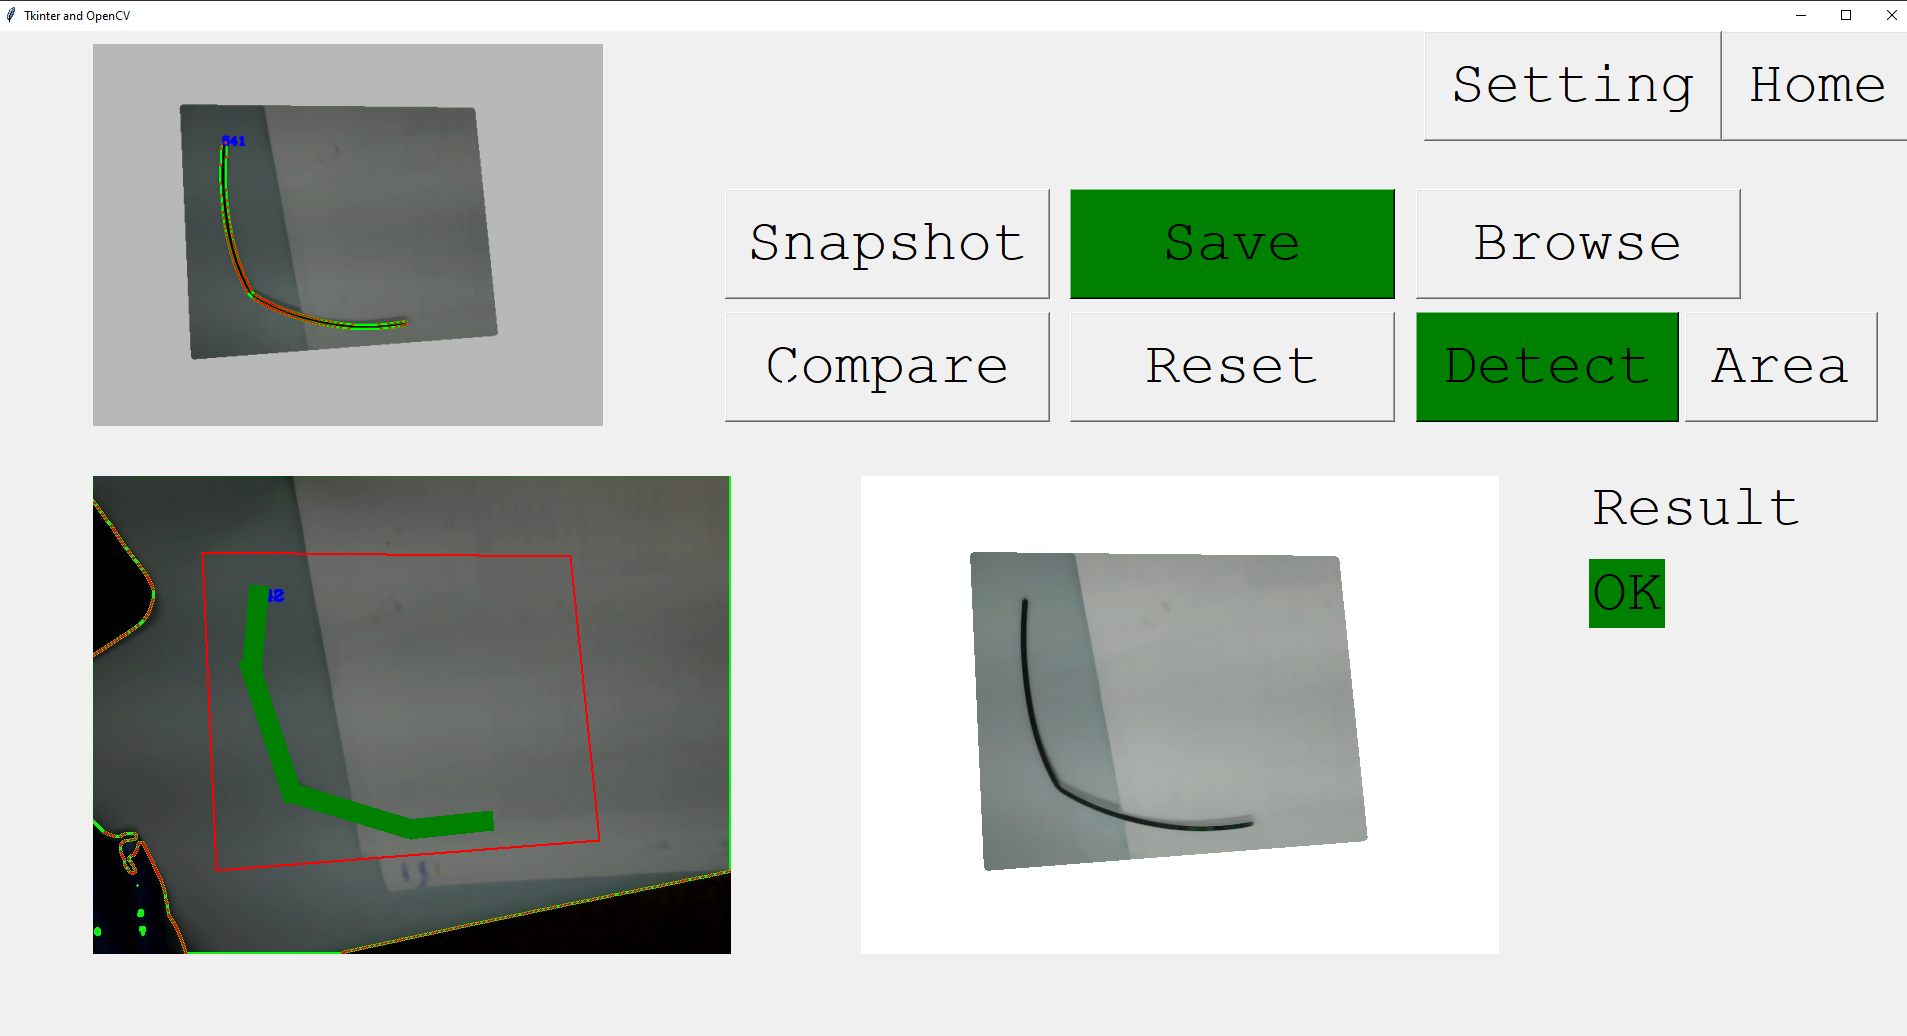 Tkinter and OpenCV
Setting Home
Snapshot Save Browse
Compare Reset Detect Area
Result
OK